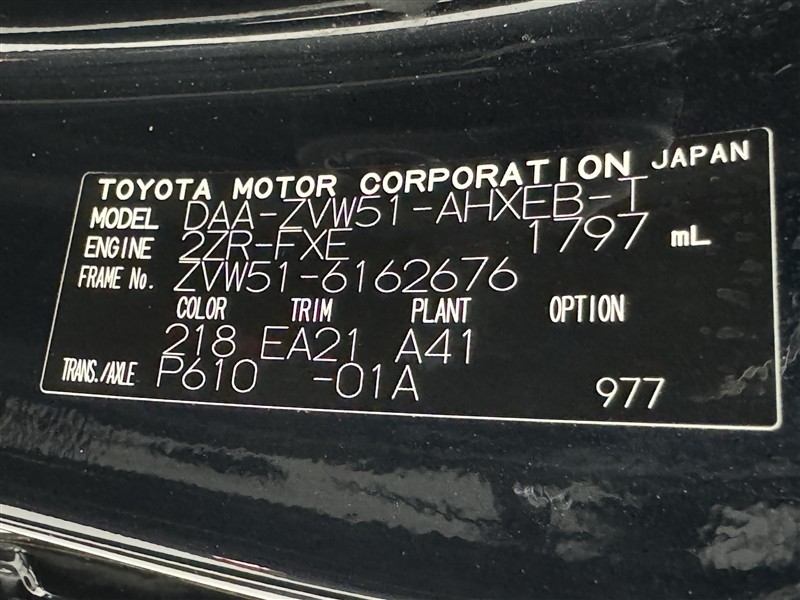 TOYOTA MOTOR CORPORATION JAPAN
MODEL DAA-ZVW51-AHXEB-T
ENGINE 2ZR-FXE 1797 mL
FRAME No. ZVW51-6162676
COLOR TRIM PLANT OPTION
218 EA21 A41
TRANS./AXLE P610 -01A 977